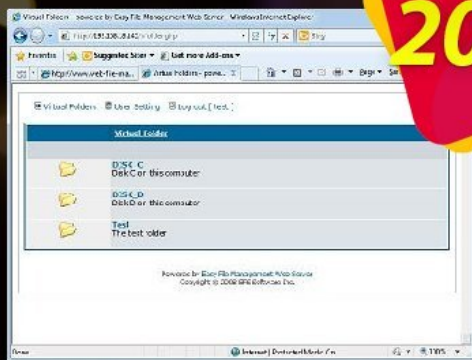 Virtual Folders - powered by Easy File Management Web Server - Windows Internet Explorer
20
Favorites Suggested Sites Get more Add-ons
Virtual Folders User Setting Log out [ test ]
Virtual Folder
DISK_C
Disk C on this computer
DISK_D
Disk D on this computer
Test
The test folder
Powered by Easy File Management Web Server
Copyright © 2008 EFS Software Inc.
Done Internet | Protected Mode: On